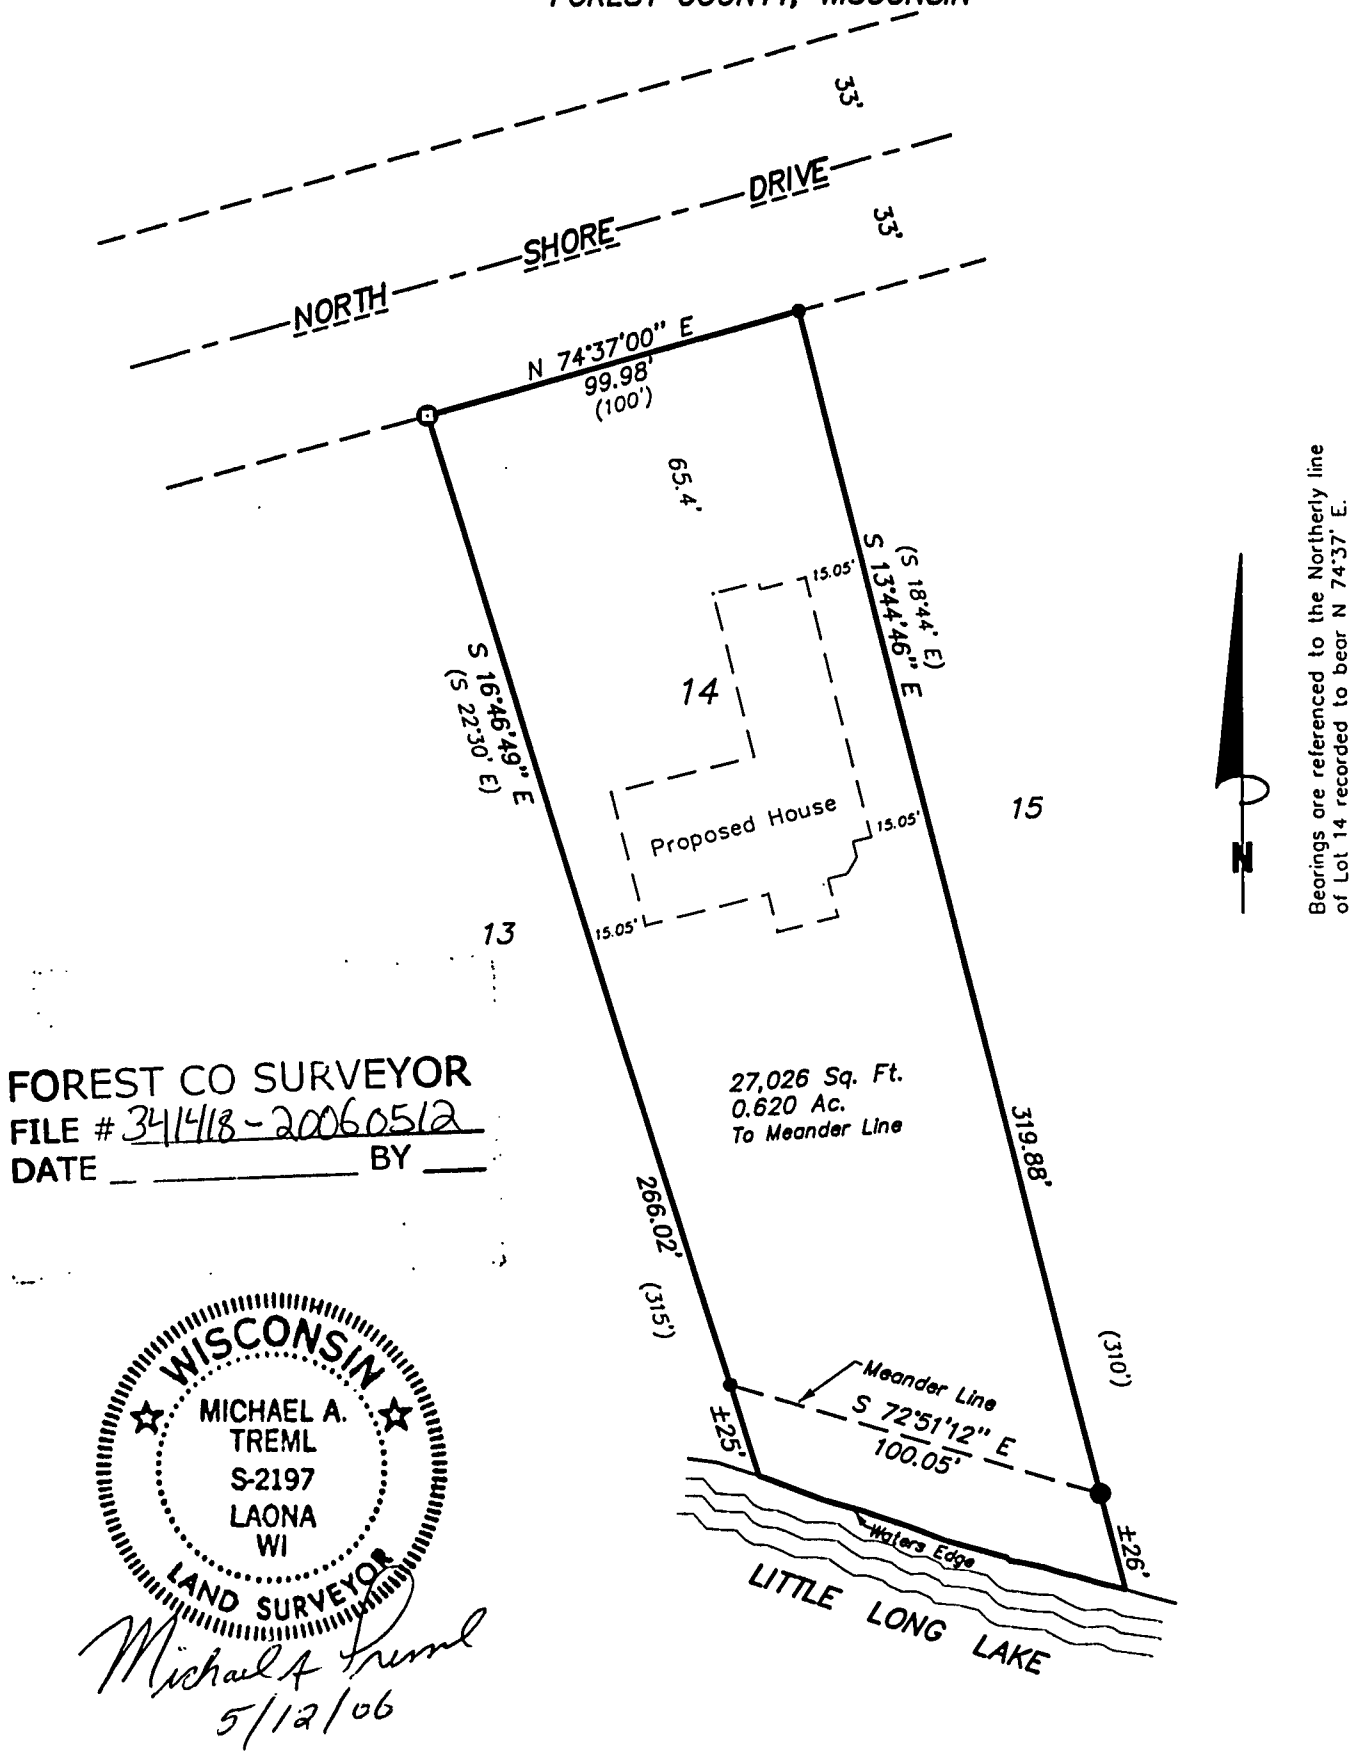 FOREST COUNTY, WISCONSIN
33'
NORTH SHORE DRIVE
33'
N 74°37'00" E
99.98'
(100')
65.4'
(S 18°44' E)
S 13°44'46" E
15.05'
S 16°46'49" E
(S 22°30' E)
14
Proposed House
15.05'
15
13
15.05'
Bearings are referenced to the Northerly line
of Lot 14 recorded to bear N 74°37' E.
N
27,026 Sq. Ft.
0.620 Ac.
To Meander Line
FOREST CO SURVEYOR
FILE # 341418-20060512
DATE BY
319.88'
266.02'
(315')
(310')
Meander Line
S 72°51'12" E
100.05'
±25'
±26'
Waters Edge
LITTLE LONG LAKE
WISCONSIN
MICHAEL A.
TREML
S-2197
LAONA
WI
LAND SURVEYOR
Michael A Treml
5/12/06